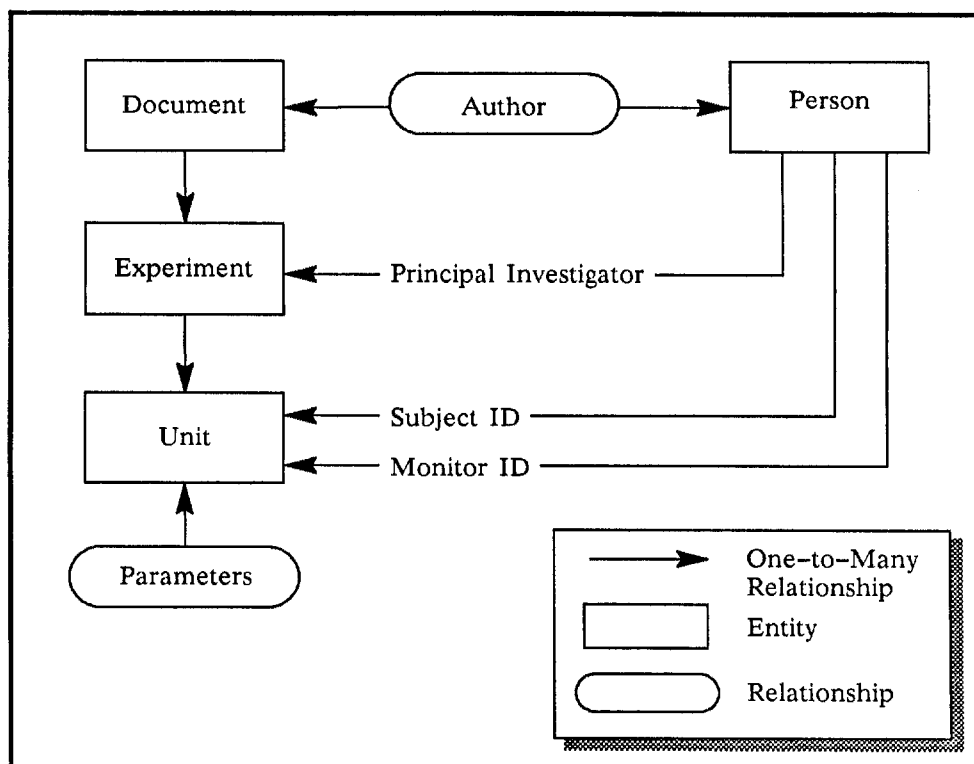 Document
Author
Person
Experiment
Principal Investigator
Unit
Subject ID
Monitor ID
Parameters
One-to-Many
Relationship
Entity
Relationship